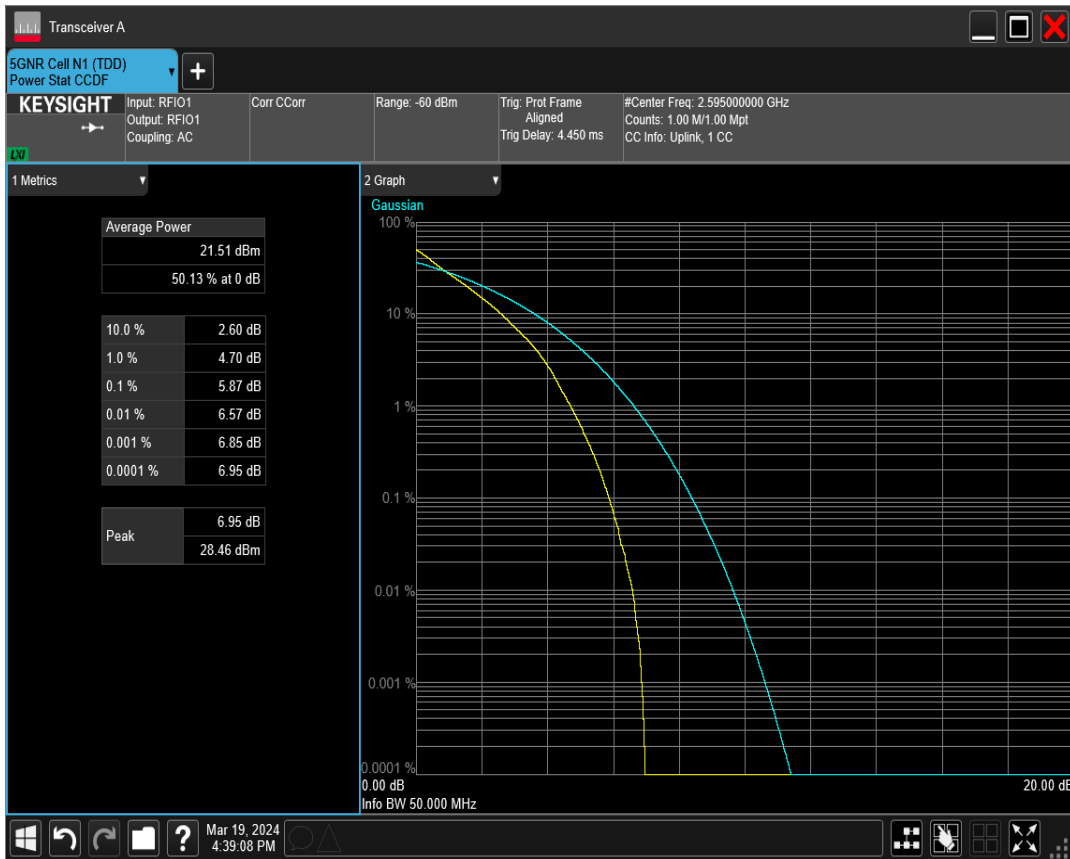 Transceiver A
5GNR Cell N1 (TDD)
Power Stat CCDF
+
KEYSIGHT
LXI
Input: RFIO1
Output: RFIO1
Coupling: AC
Corr CCorr
Range: -60 dBm
Trig: Prot Frame
Aligned
Trig Delay: 4.450 ms
#Center Freq: 2.595000000 GHz
Counts: 1.00 M/1.00 Mpt
CC Info: Uplink, 1 CC
1 Metrics
Average Power
21.51 dBm
50.13 % at 0 dB
10.0 % 2.60 dB
1.0 % 4.70 dB
0.1 % 5.87 dB
0.01 % 6.57 dB
0.001 % 6.85 dB
0.0001 % 6.95 dB
Peak
6.95 dB
28.46 dBm
2 Graph
Gaussian
100 %
10 %
1 %
0.1 %
0.01 %
0.001 %
0.0001 %
0.00 dB
20.00 dB
Info BW 50.000 MHz
?
Mar 19, 2024
4:39:08 PM